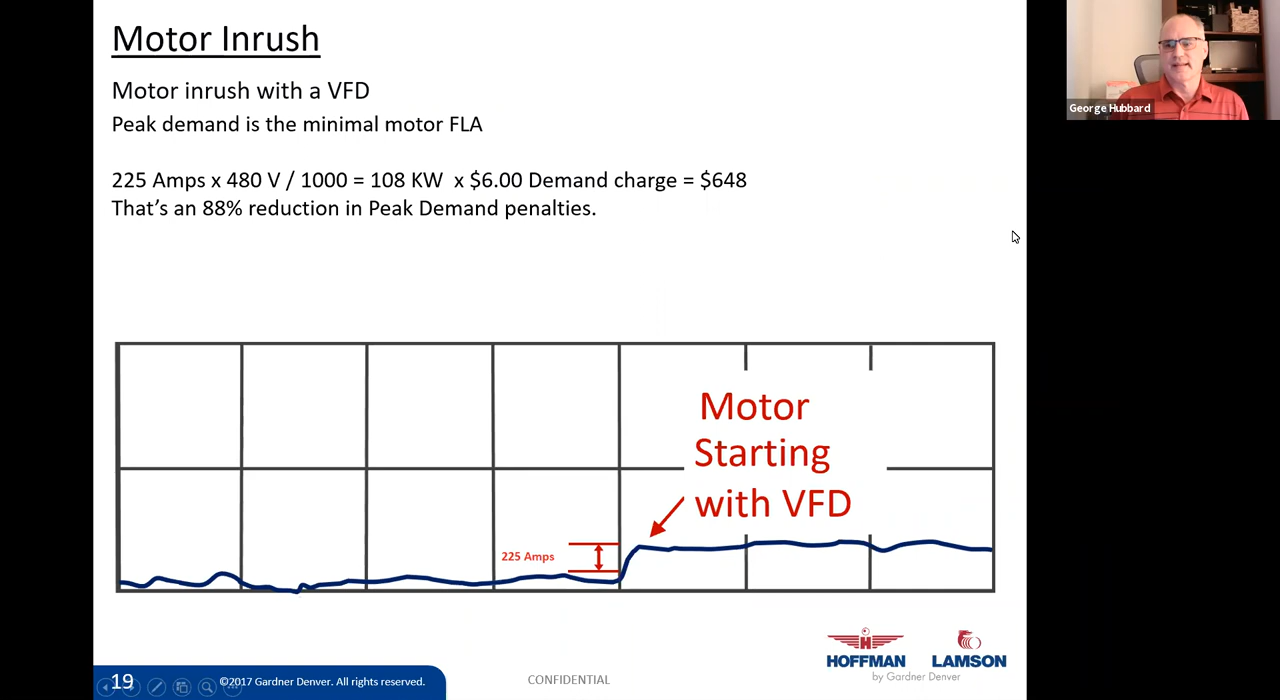 Motor Inrush
Motor inrush with a VFD
Peak demand is the minimal motor FLA
225 Amps x 480 V / 1000 = 108 KW x $6.00 Demand charge = $648
That's an 88% reduction in Peak Demand penalties.
George Hubbard
Motor
Starting
with VFD
225 Amps
H
HOFFMAN
LAMSON
by Gardner Denver
19
©2017 Gardner Denver. All rights reserved.
CONFIDENTIAL